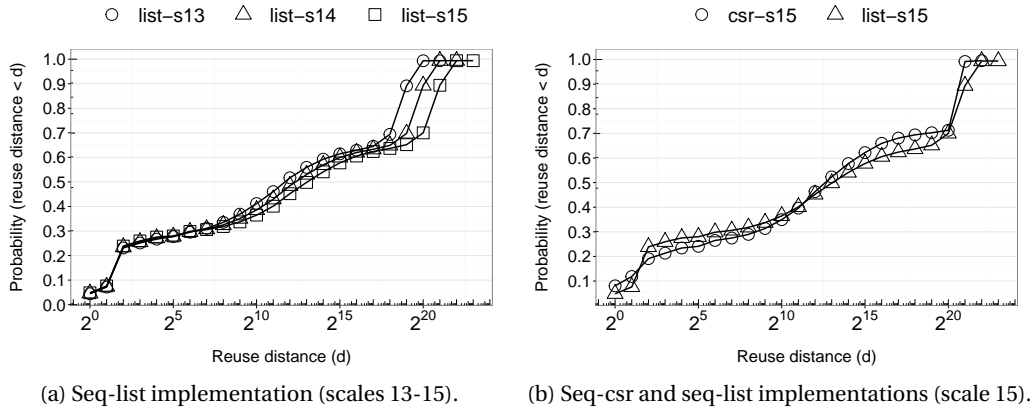 list−s13 list−s14 list−s15
Probability (reuse distance < d)
1.0
0.9
0.8
0.7
0.6
0.5
0.4
0.3
0.2
0.1
0.0
2^0 2^5 2^10 2^15 2^20
Reuse distance (d)
(a) Seq-list implementation (scales 13-15).
csr−s15 list−s15
Probability (reuse distance < d)
1.0
0.9
0.8
0.7
0.6
0.5
0.4
0.3
0.2
0.1
2^0 2^5 2^10 2^15 2^20
Reuse distance (d)
(b) Seq-csr and seq-list implementations (scale 15).